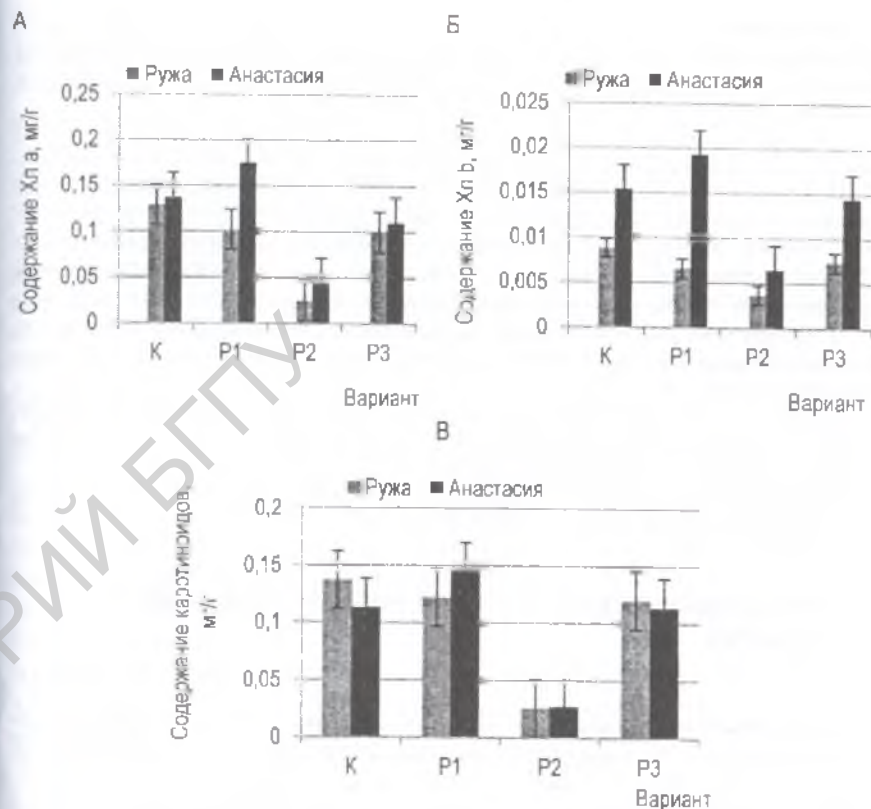 А
■ Ружа ■ Анастасия
Содержание Хл a, мг/г
0,25
0,2
0,15
0,1
0,05
0
К Р1 Р2 Р3
Вариант
Б
■ Ружа ■ Анастасия
Содержание Хл b, мг/г
0,025
0,02
0,015
0,01
0,005
0
К Р1 Р2 Р3
Вариант
В
■ Ружа ■ Анастасия
Содержание каротиноидов,
0,2
0,15
0,1
0,05
0
К Р1 Р2 Р3
Вариант
РИЙ БГПУ